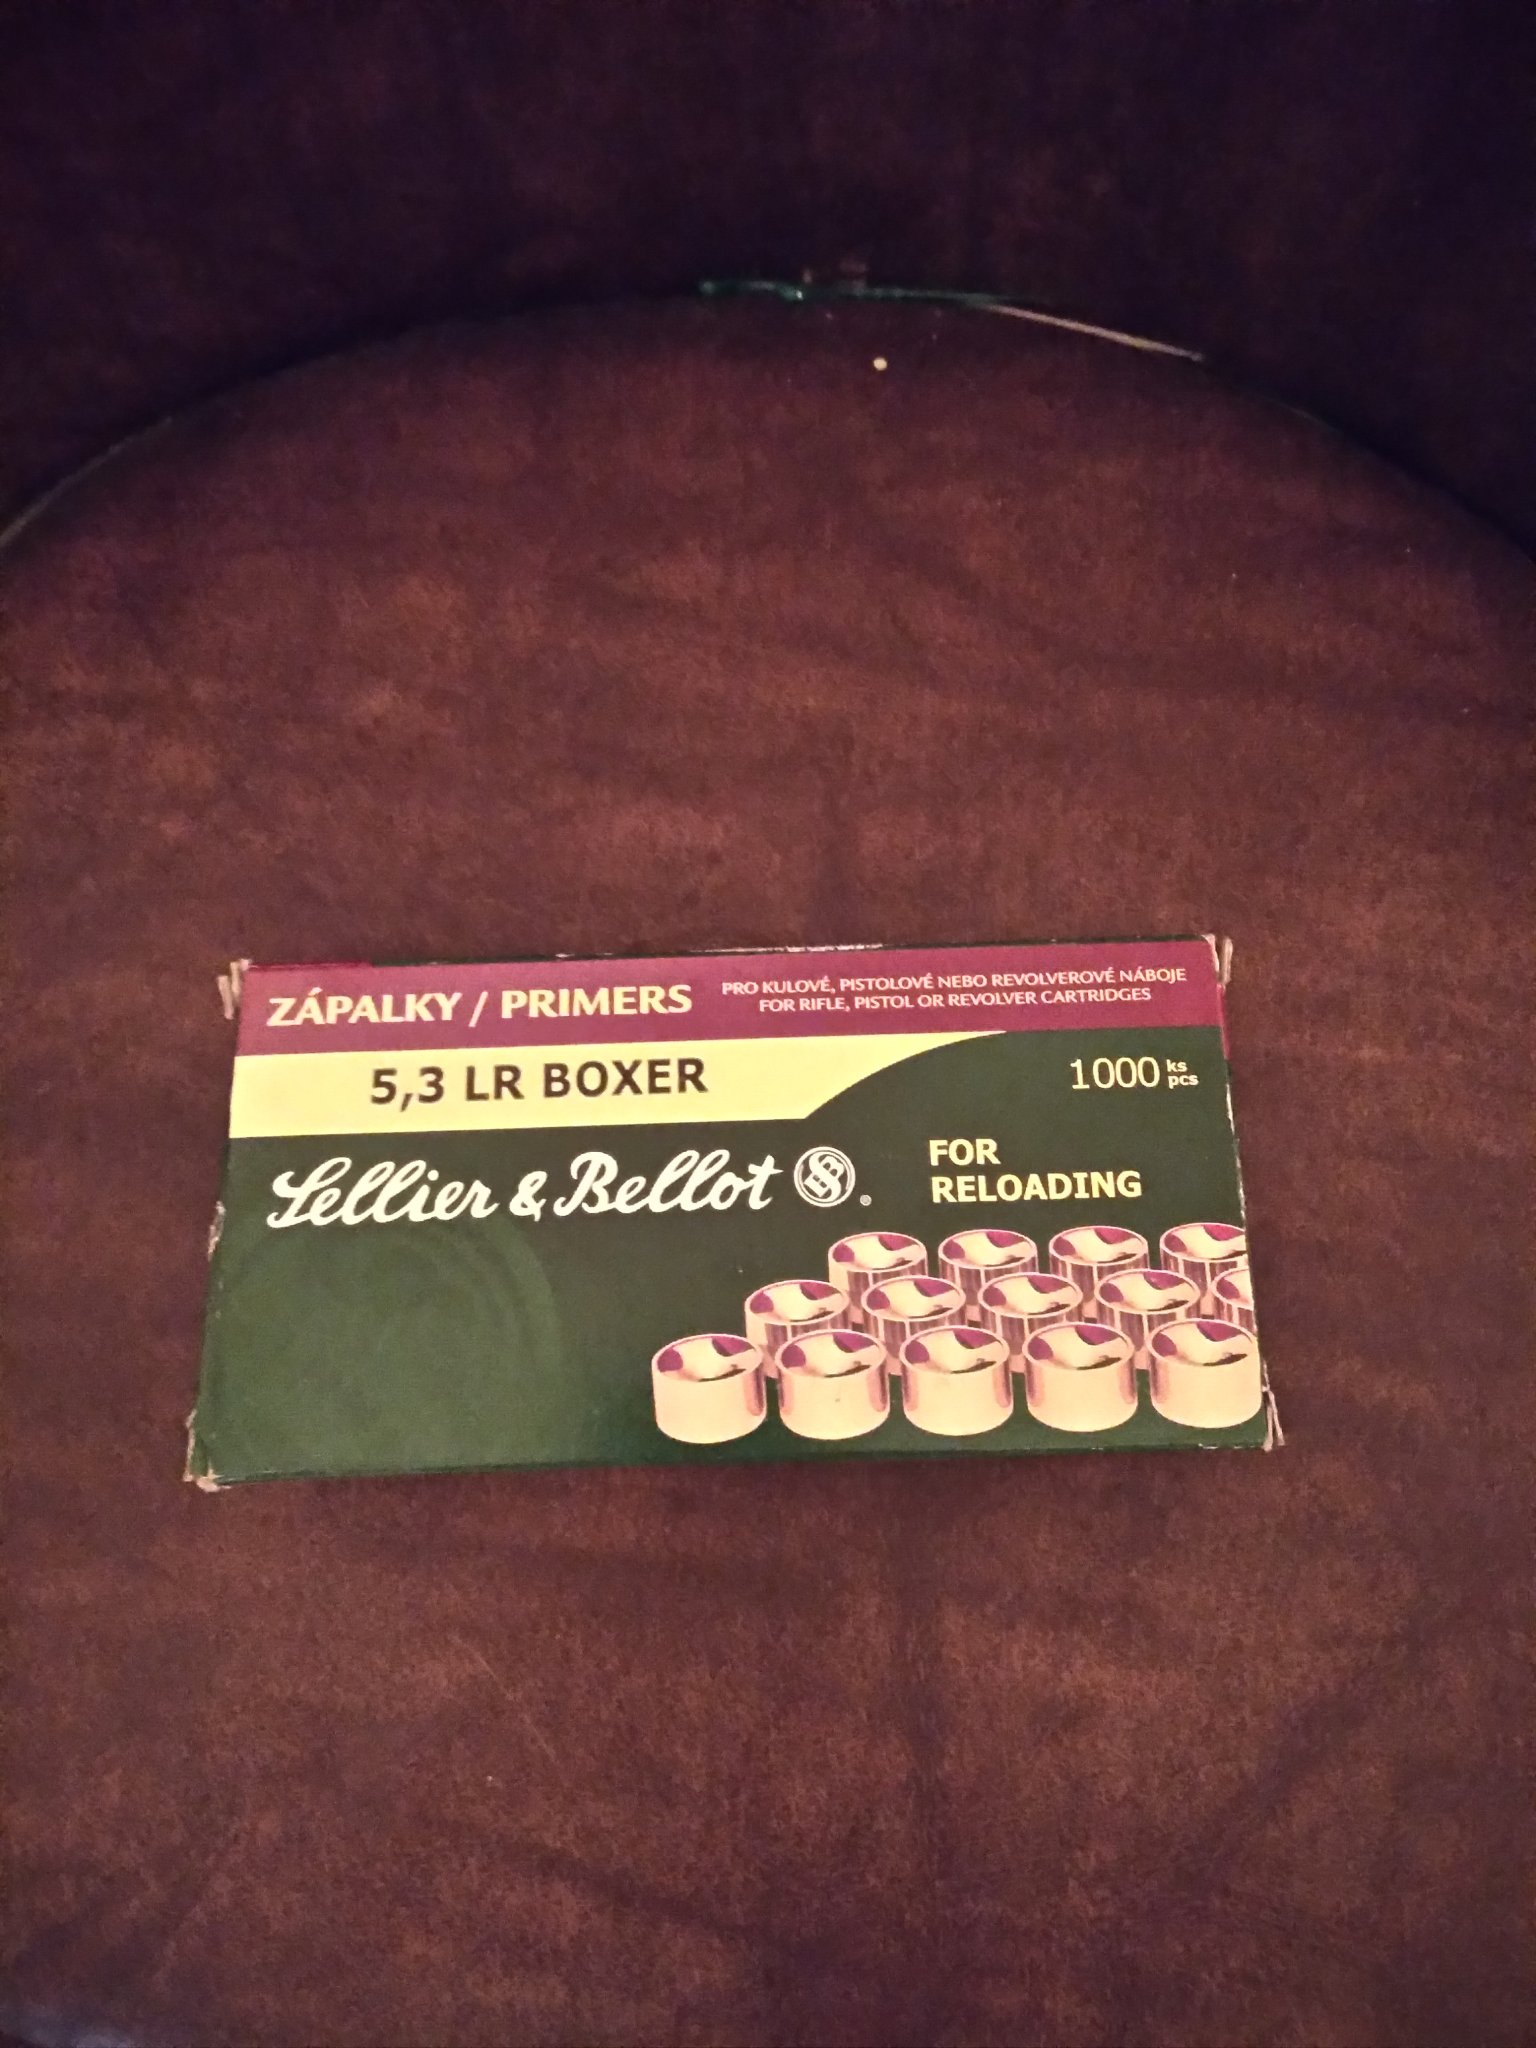 ZÁPALKY / PRIMERS
PRO KULOVÉ, PISTOLOVÉ NEBO REVOLVEROVÉ NÁBOJE
FOR RIFLE, PISTOL OR REVOLVER CARTRIDGES
5,3 LR BOXER
1000 ks
pcs
Sellier & Bellot S&B ®
FOR
RELOADING